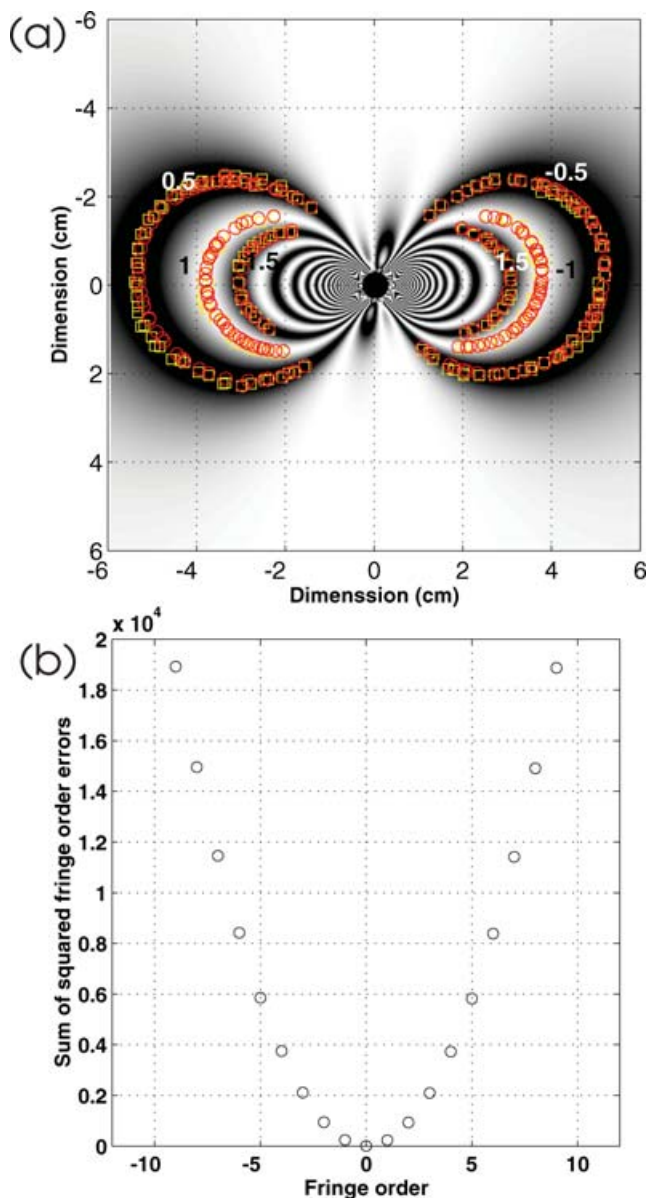 (a)
-6
-4
-2
0
2
4
6
Dimension (cm)
0.5
-0.5
1
.5
1.5
-1
-6 -4 -2 0 2 4 6
Dimenssion (cm)
(b)
x 10^4
2
1.8
1.6
1.4
1.2
1
0.8
0.6
0.4
0.2
0
Sum of squared fringe order errors
-10 -5 0 5 10
Fringe order